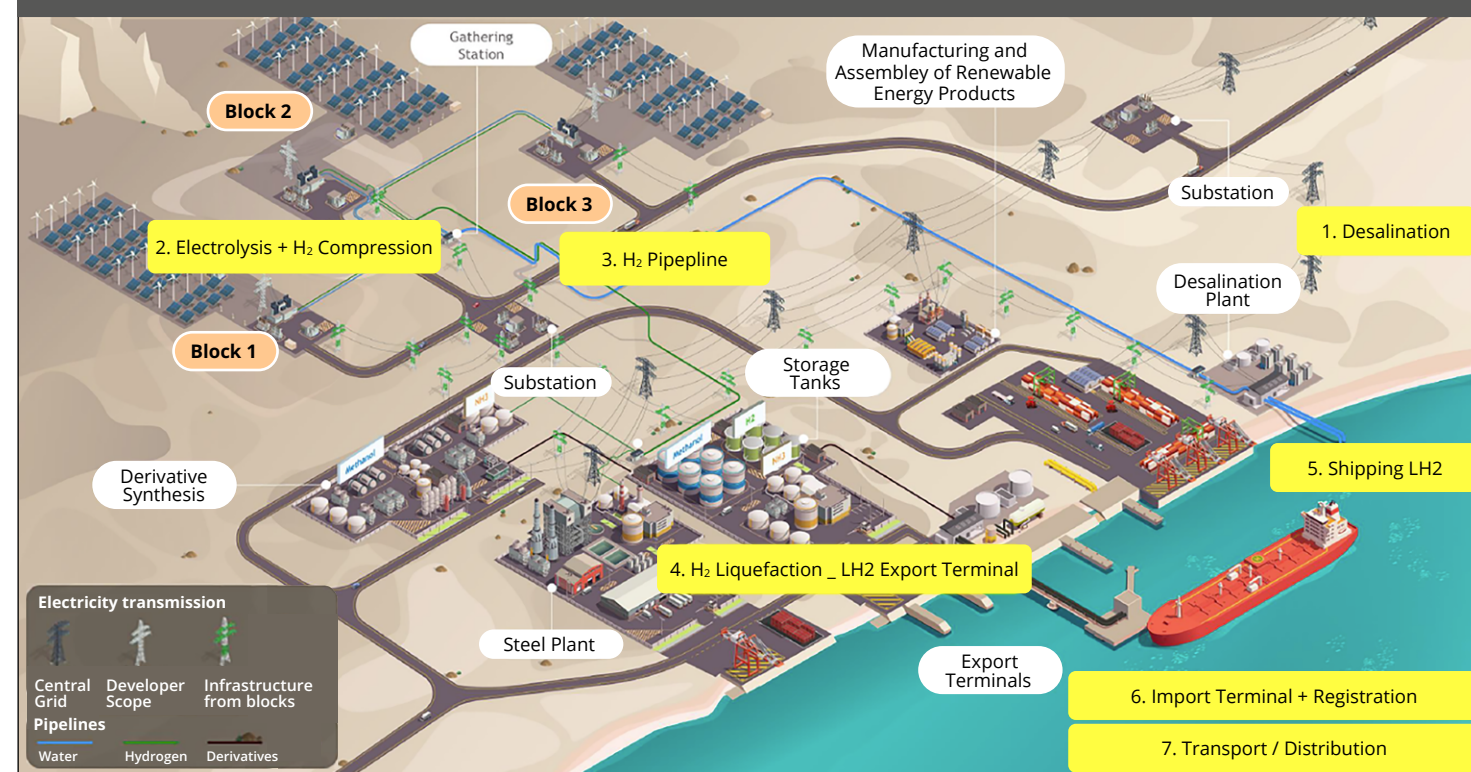 Gathering
Station
Manufacturing and
Assembley of Renewable
Energy Products
Block 2
Substation
Block 3
1. Desalination
2. Electrolysis + H₂ Compression
3. H₂ Pipepline
Desalination
Plant
Block 1
Storage
Tanks
Substation
NH3
H2
Methanol
NH3
Methanol
Derivative
Synthesis
5. Shipping LH2
4. H₂ Liquefaction _ LH2 Export Terminal
Steel Plant
Export
Terminals
Electricity transmission
Central
Grid
Developer
Scope
Infrastructure
from blocks
Pipelines
Water
Hydrogen
Derivatives
6. Import Terminal + Registration
7. Transport / Distribution